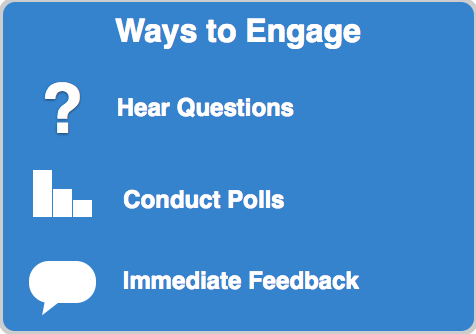 Ways to Engage
? Hear Questions
Conduct Polls
Immediate Feedback